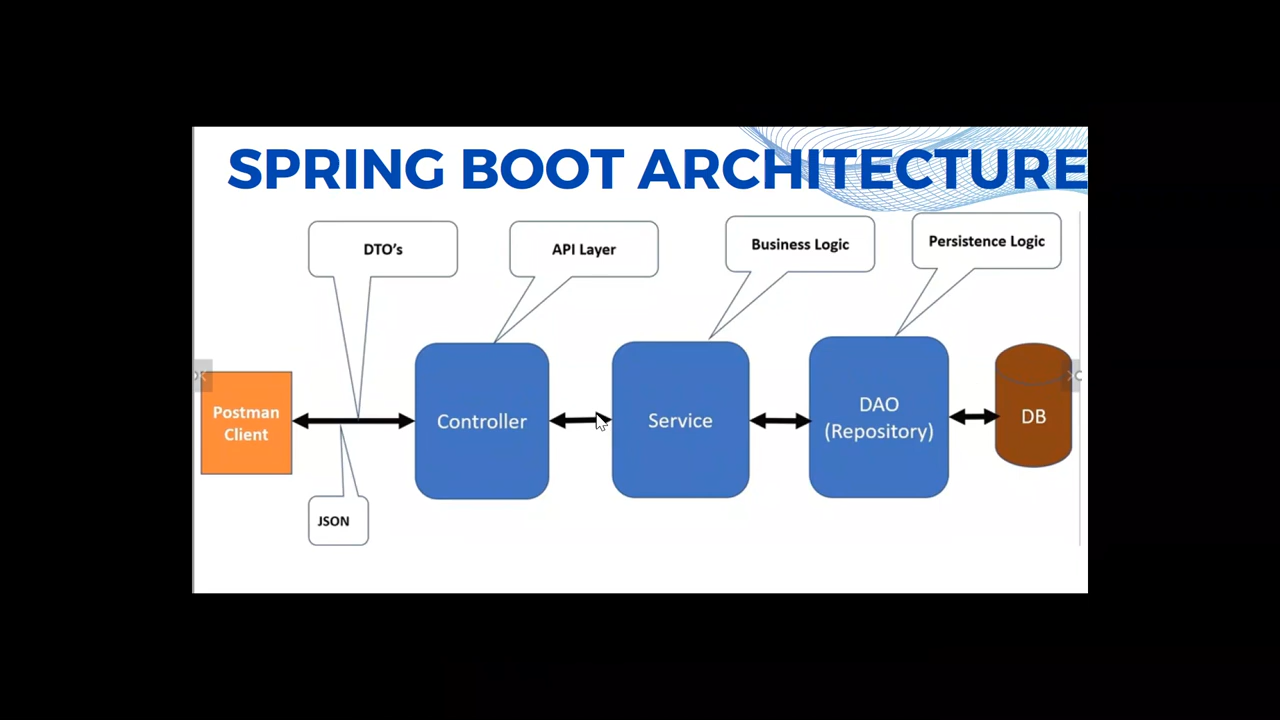 SPRING BOOT ARCHITECTURE
DTO's
API Layer
Business Logic
Persistence Logic
Postman
Client
Controller
Service
DAO
(Repository)
DB
JSON